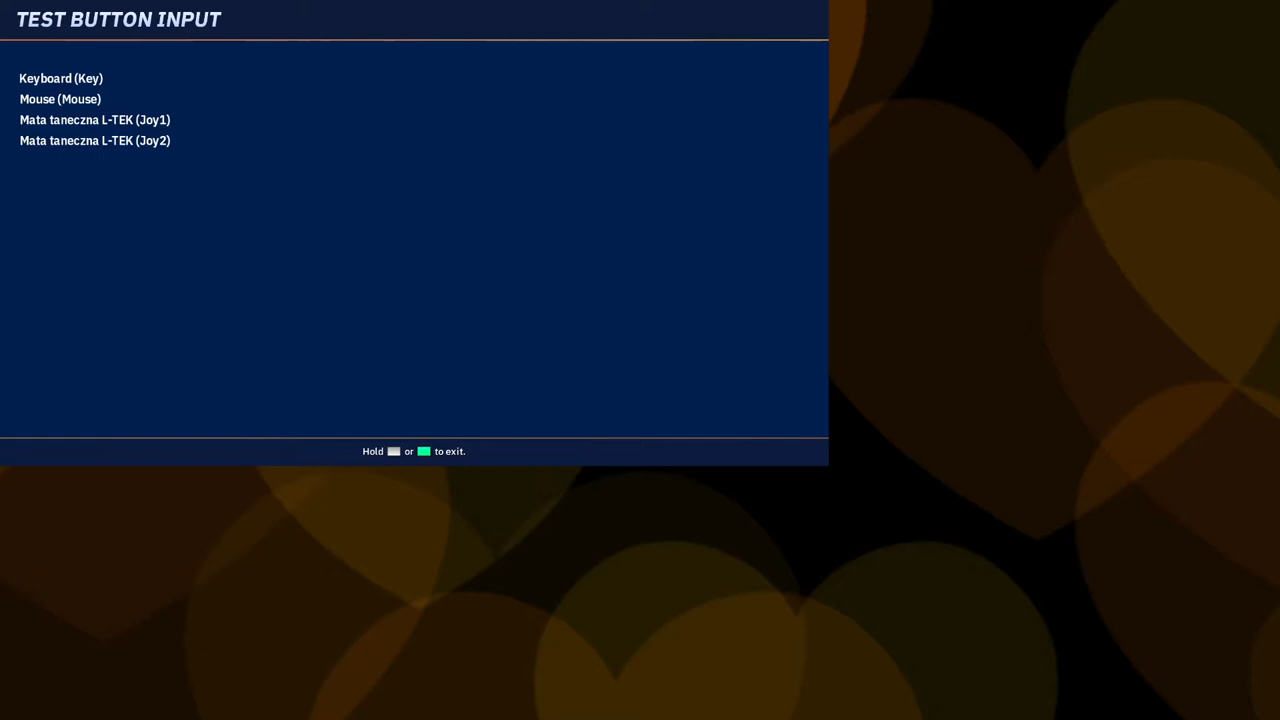 TEST BUTTON INPUT
Keyboard (Key)
Mouse (Mouse)
Mata taneczna L-TEK (Joy1)
Mata taneczna L-TEK (Joy2)
Hold or to exit.